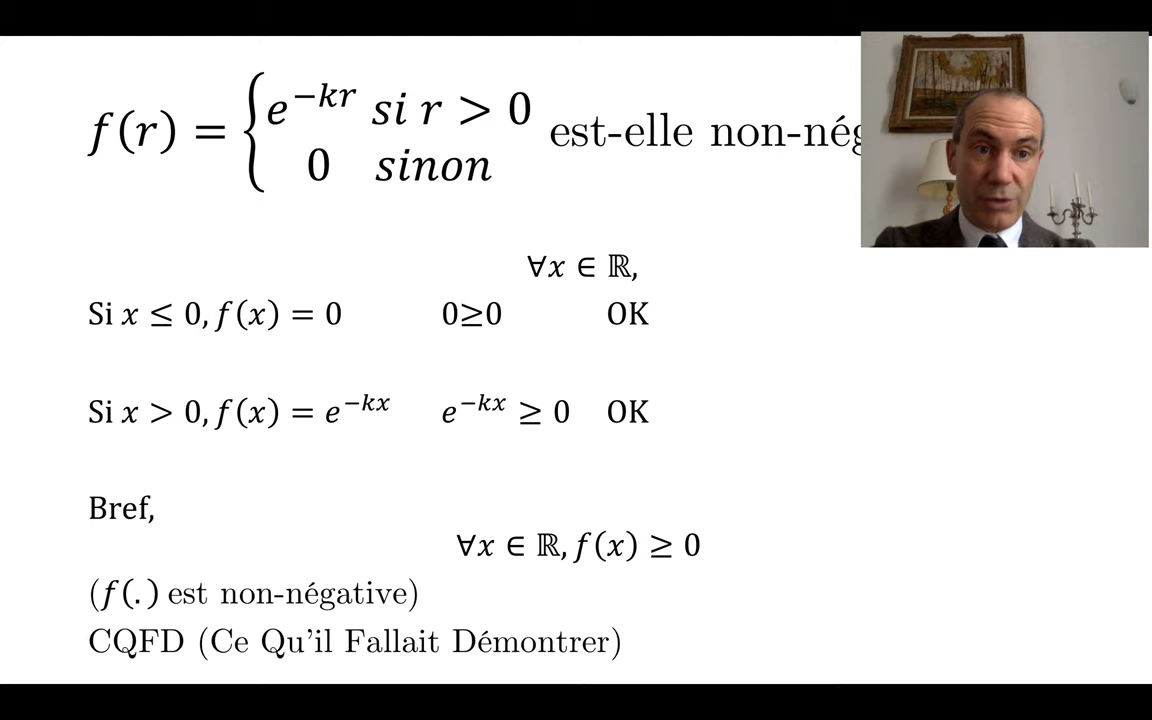 f(r) = { e^{-kr} si r > 0
0 sinon
est-elle non-nég
∀x ∈ ℝ,
Si x ≤ 0, f(x) = 0 0≥0 OK
Si x > 0, f(x) = e^{-kx} e^{-kx} ≥ 0 OK
Bref,
∀x ∈ ℝ, f(x) ≥ 0
(f(.) est non-négative)
CQFD (Ce Qu'il Fallait Démontrer)